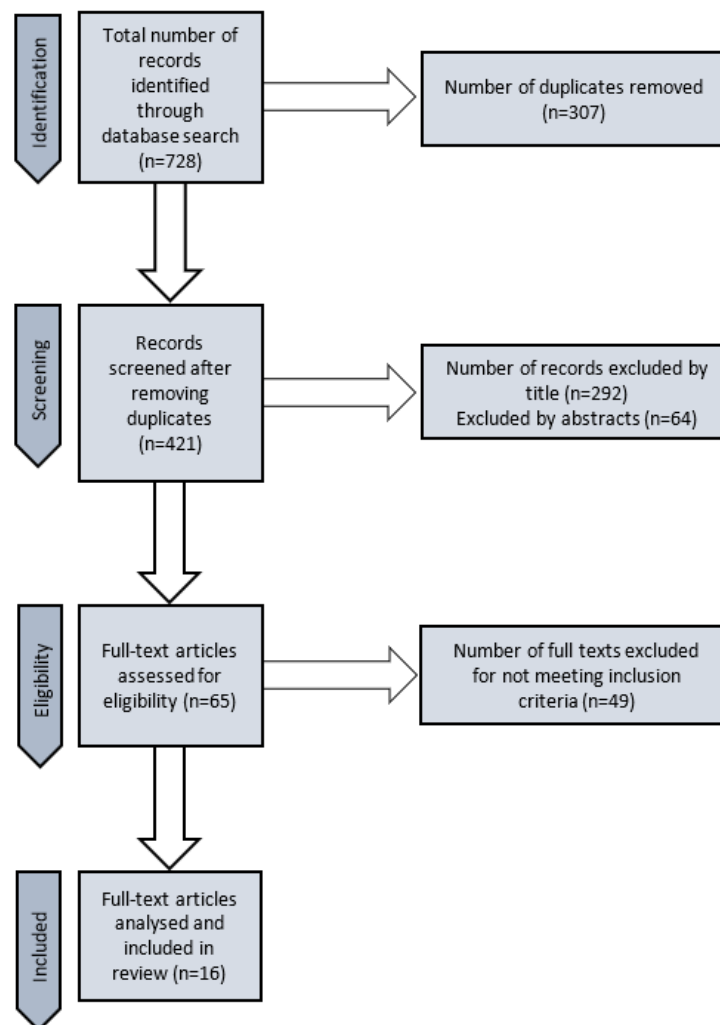 Identification
Total number of
records
identified
through
database search
(n=728)
Number of duplicates removed
(n=307)
Screening
Records
screened after
removing
duplicates
(n=421)
Number of records excluded by
title (n=292)
Excluded by abstracts (n=64)
Eligibility
Full-text articles
assessed for
eligibility (n=65)
Number of full texts excluded
for not meeting inclusion
criteria (n=49)
Included
Full-text articles
analysed and
included in
review (n=16)